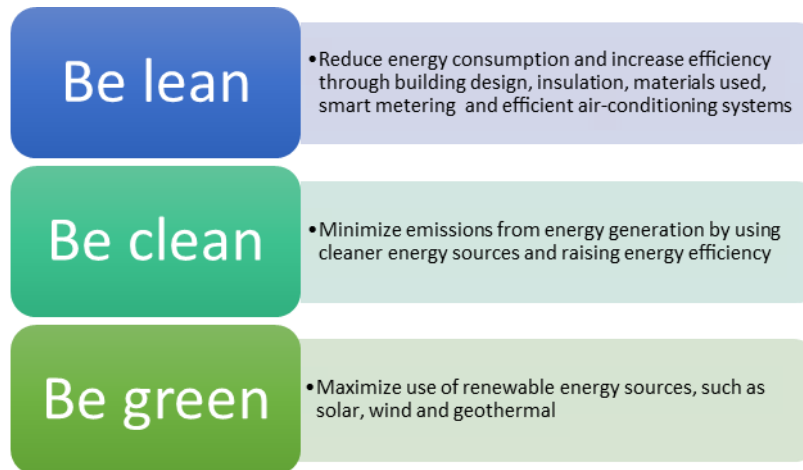 Be lean
•Reduce energy consumption and increase efficiency
through building design, insulation, materials used,
smart metering and efficient air-conditioning systems
Be clean
•Minimize emissions from energy generation by using
cleaner energy sources and raising energy efficiency
Be green
•Maximize use of renewable energy sources, such as
solar, wind and geothermal